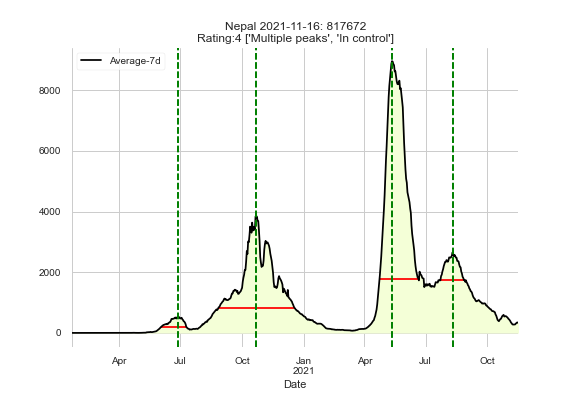 Nepal 2021-11-16: 817672
Rating:4 ['Multiple peaks', 'In control']
Average-7d
8000
6000
4000
2000
0
Apr Jul Oct Jan Apr Jul Oct
2021
Date